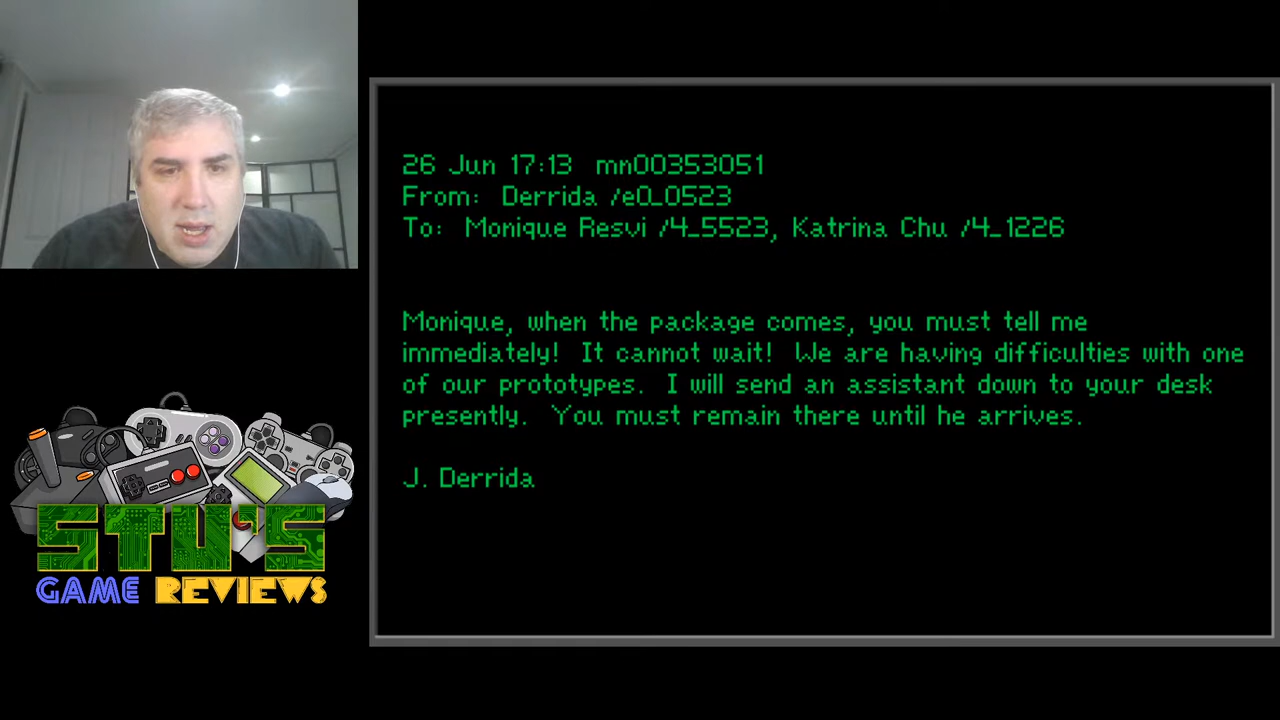 26 Jun 17:13 mn00353051
From: Derrida /e0_0523
To: Monique Resvi /4_5523, Katrina Chu /4_1226
Monique, when the package comes, you must tell me
immediately! It cannot wait! We are having difficulties with one
of our prototypes. I will send an assistant down to your desk
presently. You must remain there until he arrives.
J. Derrida
STU'S
GAME REVIEWS